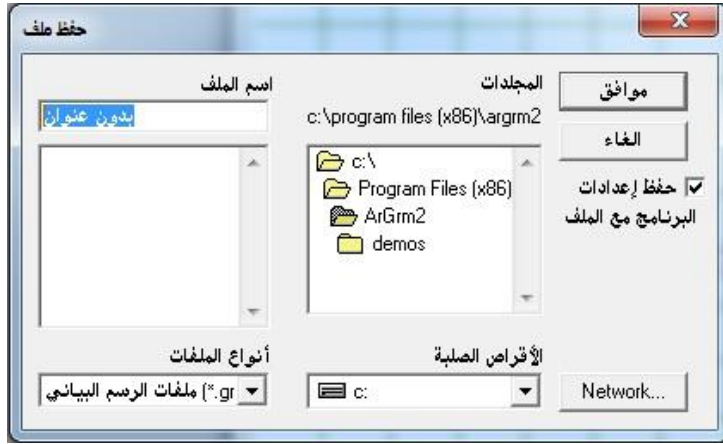 حفظ ملف
اسم الملف
بدون عنوان
أنواع الملفات
ملفات الرسم البياني (*.gr
المجلدات
c:\program files (x86)\argrm2
c:\
Program Files (x86)
ArGrm2
demos
الأقراص الصلبة
c:
موافق
الغاء
حفظ إعدادات
البرنامج مع الملف
Network...